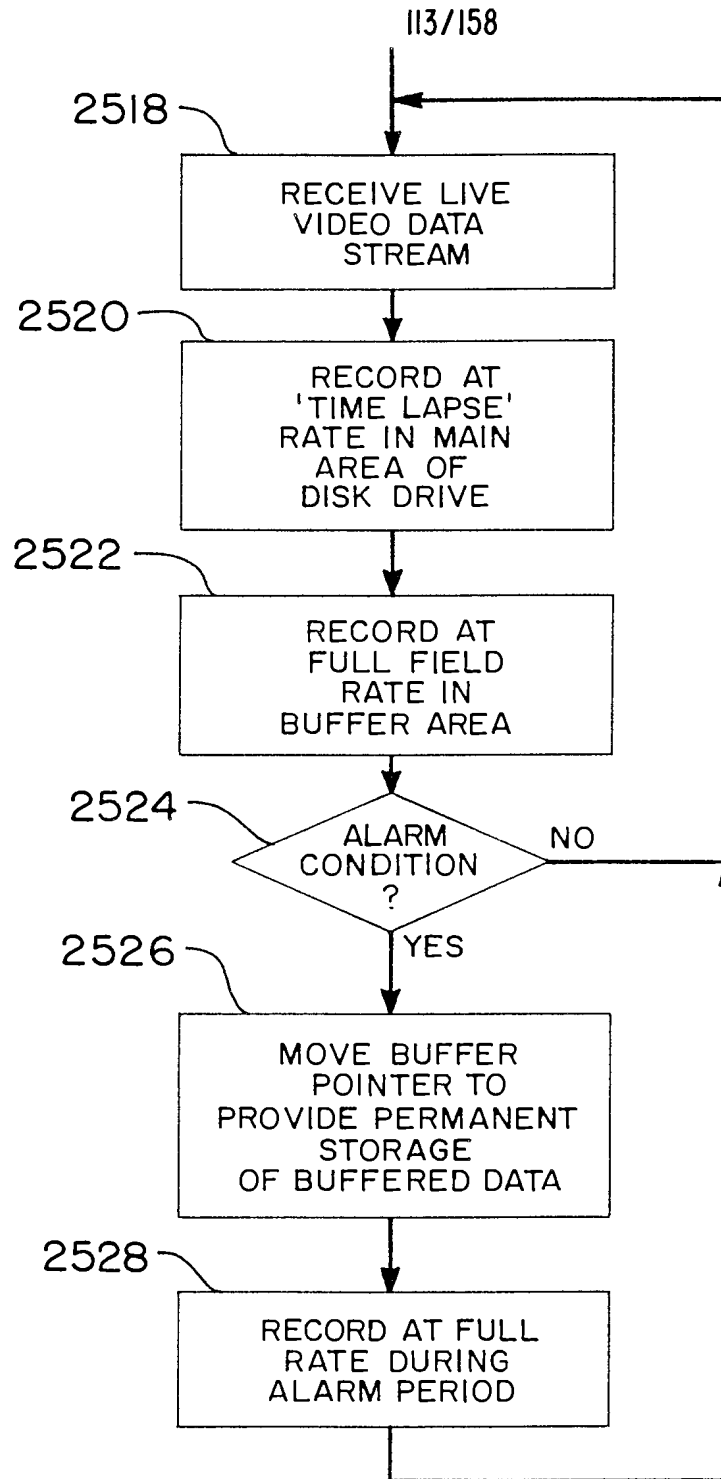 113/158
2518
RECEIVE LIVE
VIDEO DATA
STREAM
2520
RECORD AT
'TIME LAPSE'
RATE IN MAIN
AREA OF
DISK DRIVE
2522
RECORD AT
FULL FIELD
RATE IN
BUFFER AREA
2524
ALARM
CONDITION
?
NO
YES
2526
MOVE BUFFER
POINTER TO
PROVIDE PERMANENT
STORAGE
OF BUFFERED DATA
2528
RECORD AT FULL
RATE DURING
ALARM PERIOD